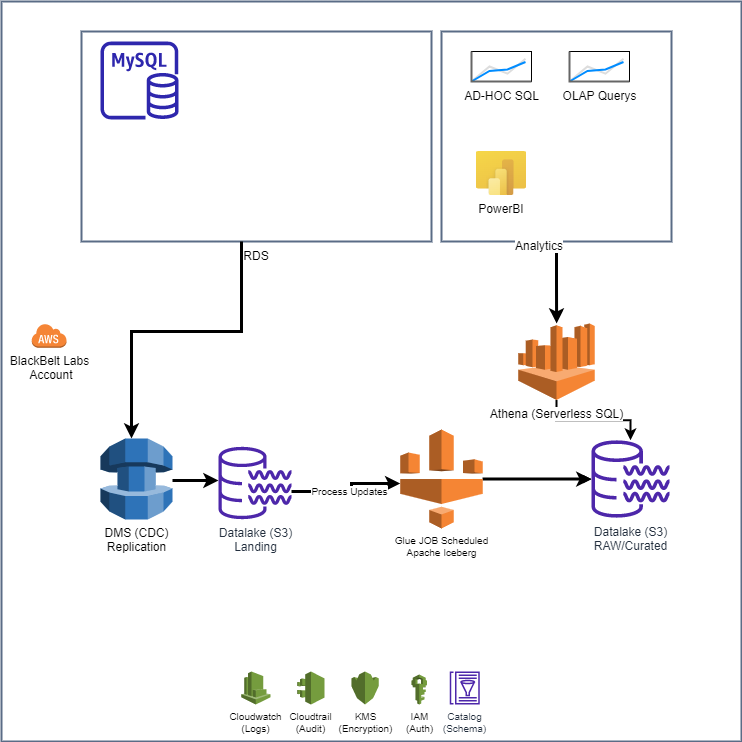 MySQL
AD-HOC SQL
OLAP Querys
PowerBI
RDS
Analytics
AWS
BlackBelt Labs
Account
Athena (Serverless SQL)
DMS (CDC)
Replication
Datalake (S3)
Landing
Process Updates
Glue JOB Scheduled
Apache Iceberg
Datalake (S3)
RAW/Curated
Cloudwatch
(Logs)
Cloudtrail
(Audit)
KMS
(Encryption)
IAM
(Auth)
Catalog
(Schema)